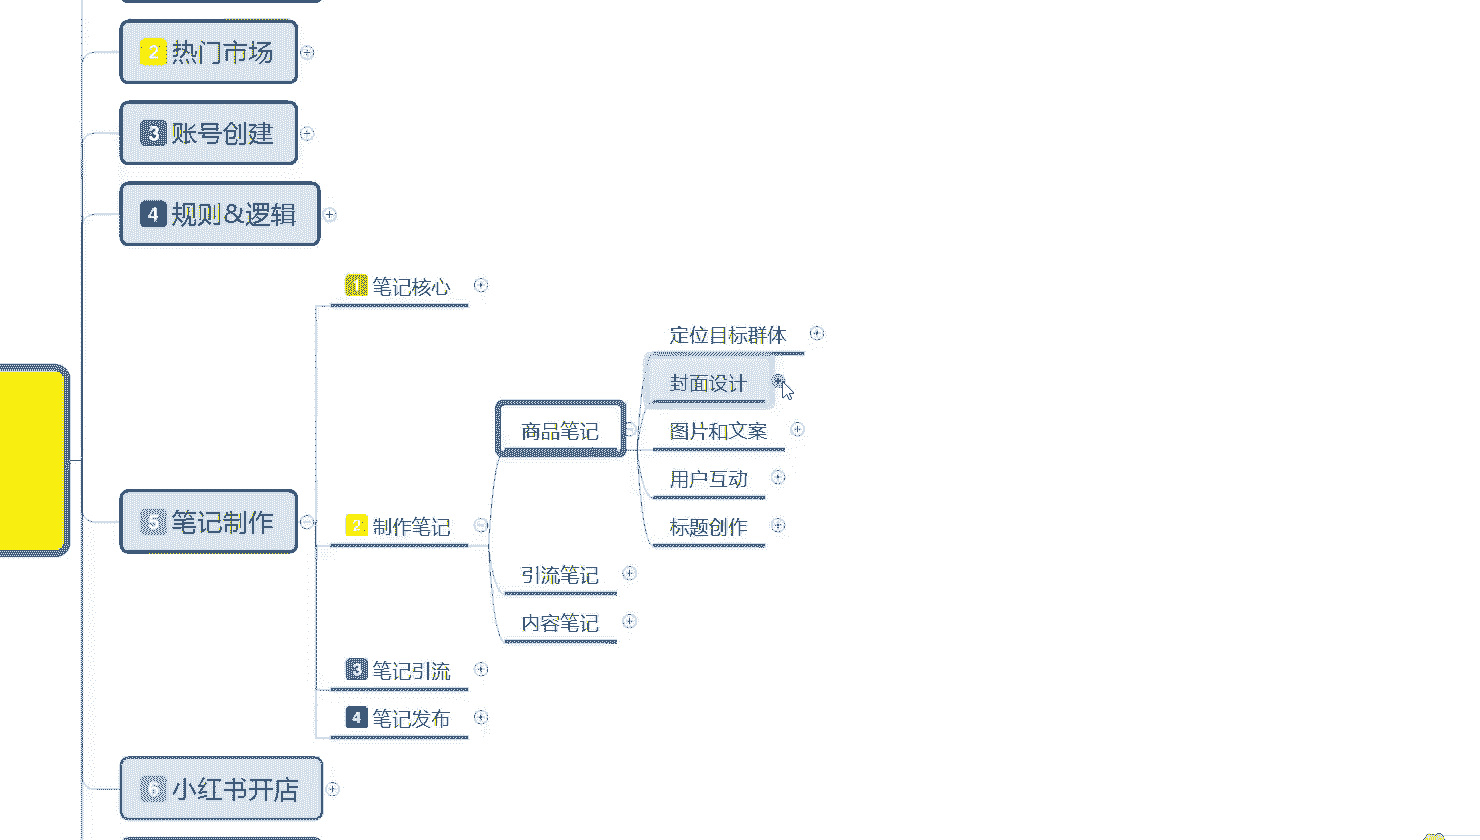 2 热门市场
3 账号创建
4 规则&逻辑
1 笔记核心
定位目标群体
封面设计
商品笔记
图片和文案
用户互动
5 笔记制作
2 制作笔记
标题创作
引流笔记
内容笔记
3 笔记引流
4 笔记发布
6 小红书开店